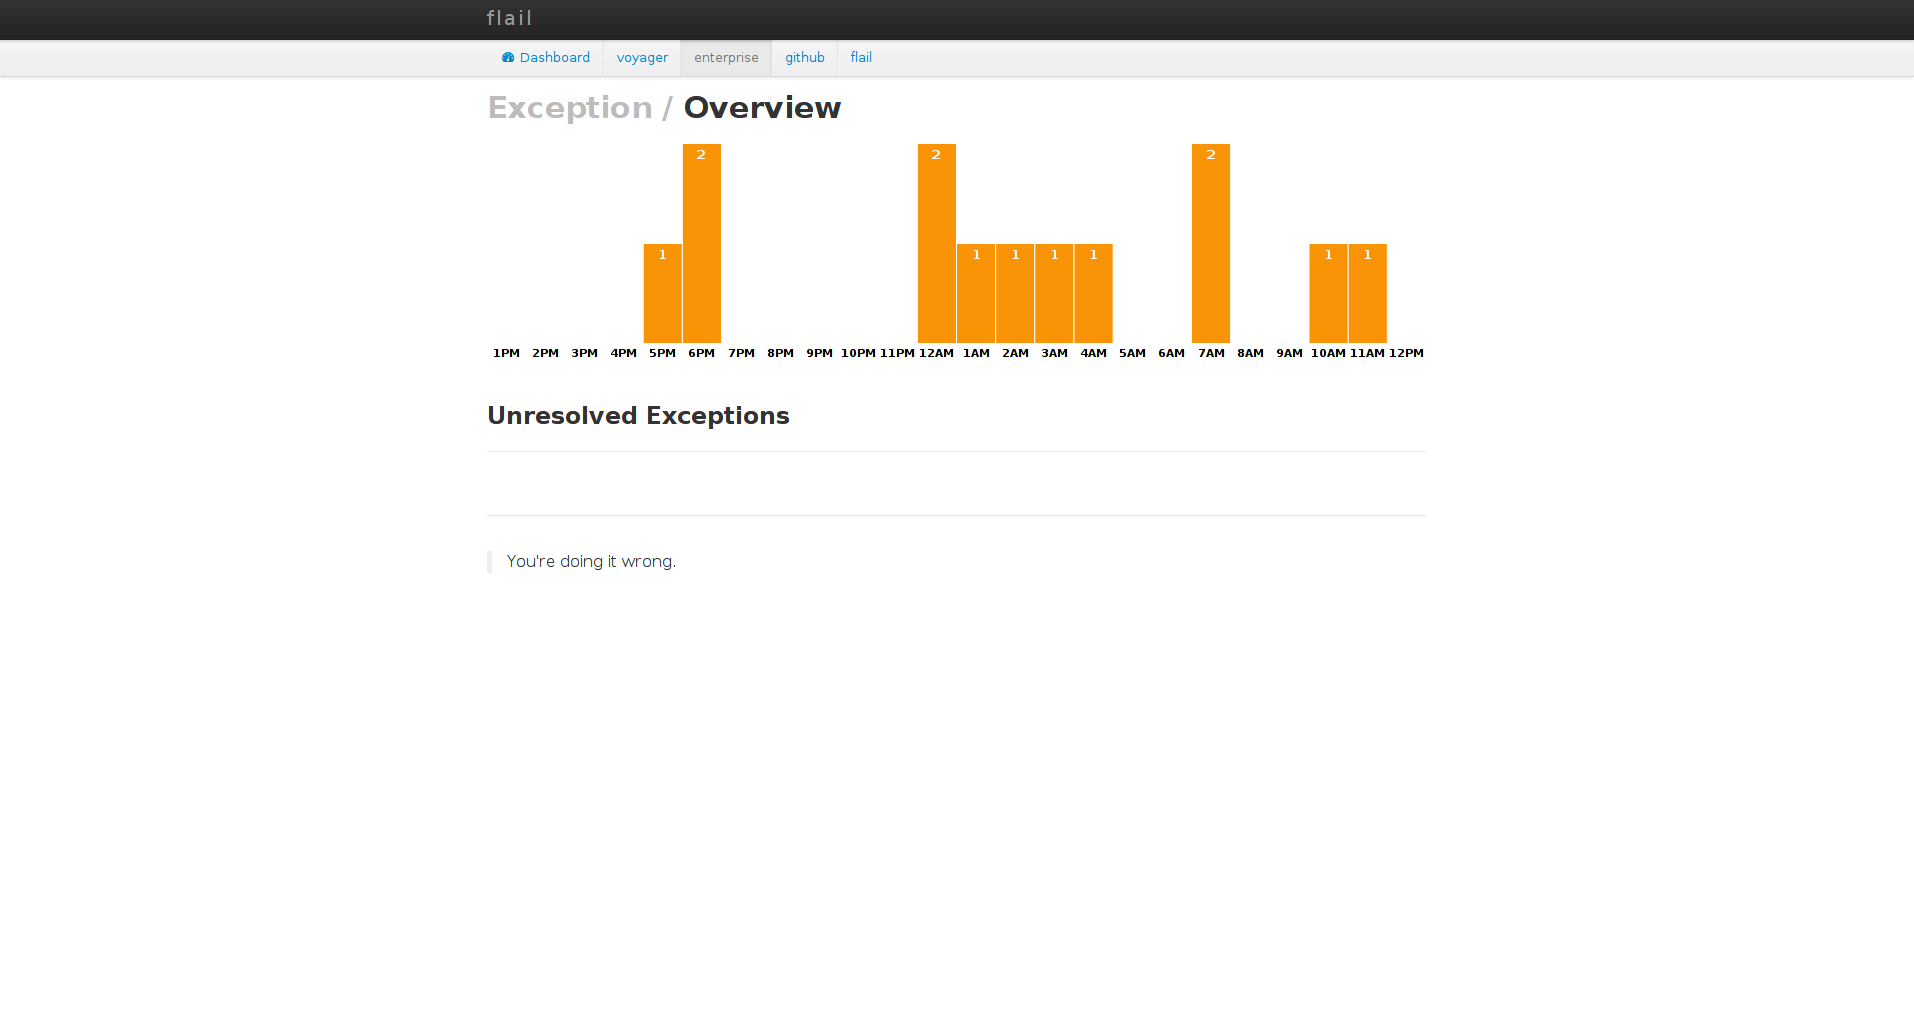 flail
Dashboard voyager enterprise github flail
Exception / Overview
2 2 2
1 1 1 1 1 1 1
1PM 2PM 3PM 4PM 5PM 6PM 7PM 8PM 9PM 10PM 11PM 12AM 1AM 2AM 3AM 4AM 5AM 6AM 7AM 8AM 9AM 10AM 11AM 12PM
Unresolved Exceptions
You're doing it wrong.